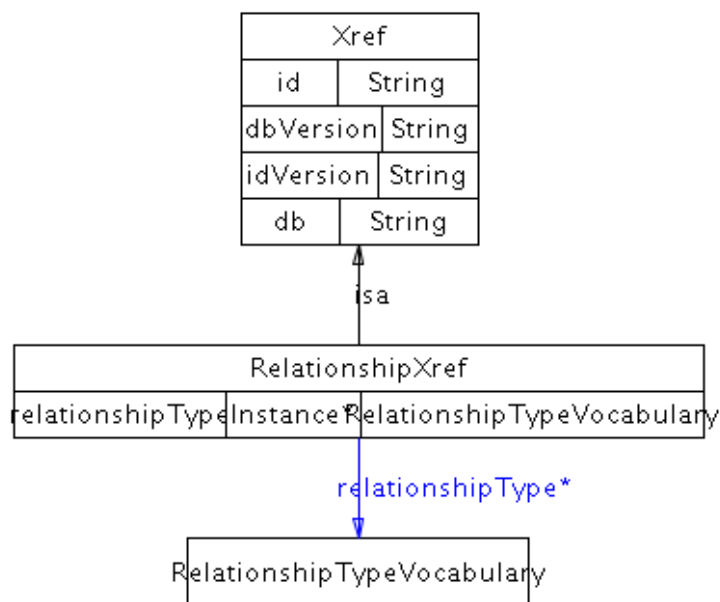 Xref
id String
dbVersion String
idVersion String
db String
isa
RelationshipXref
relationshipType Instance* RelationshipTypeVocabulary
relationshipType*
RelationshipTypeVocabulary